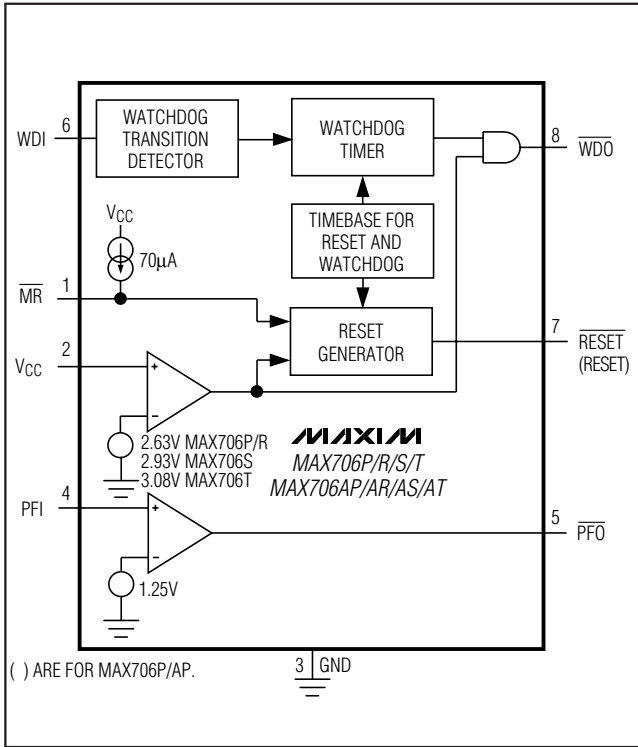 6
WDI
WATCHDOG
TRANSITION
DETECTOR
WATCHDOG
TIMER
8
WDO
VCC
70µA
TIMEBASE FOR
RESET AND
WATCHDOG
1
MR
RESET
GENERATOR
7
RESET
(RESET)
2
VCC
+
−
2.63V MAX706P/R
2.93V MAX706S
3.08V MAX706T
MAXIM
MAX706P/R/S/T
MAX706AP/AR/AS/AT
4
PFI
+
−
1.25V
5
PFO
3 GND
( ) ARE FOR MAX706P/AP.